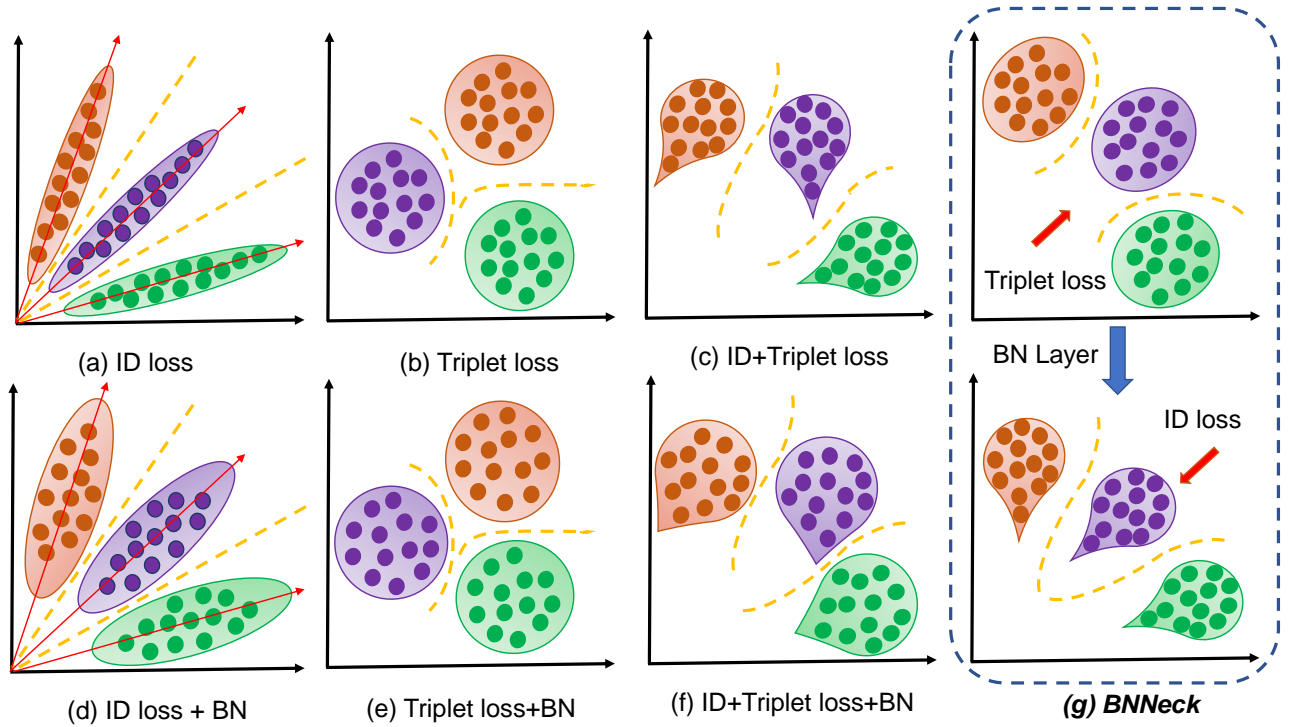 (a) ID loss
(b) Triplet loss
(c) ID+Triplet loss
Triplet loss
BN Layer
ID loss
(d) ID loss + BN
(e) Triplet loss+BN
(f) ID+Triplet loss+BN
(g) BNNeck